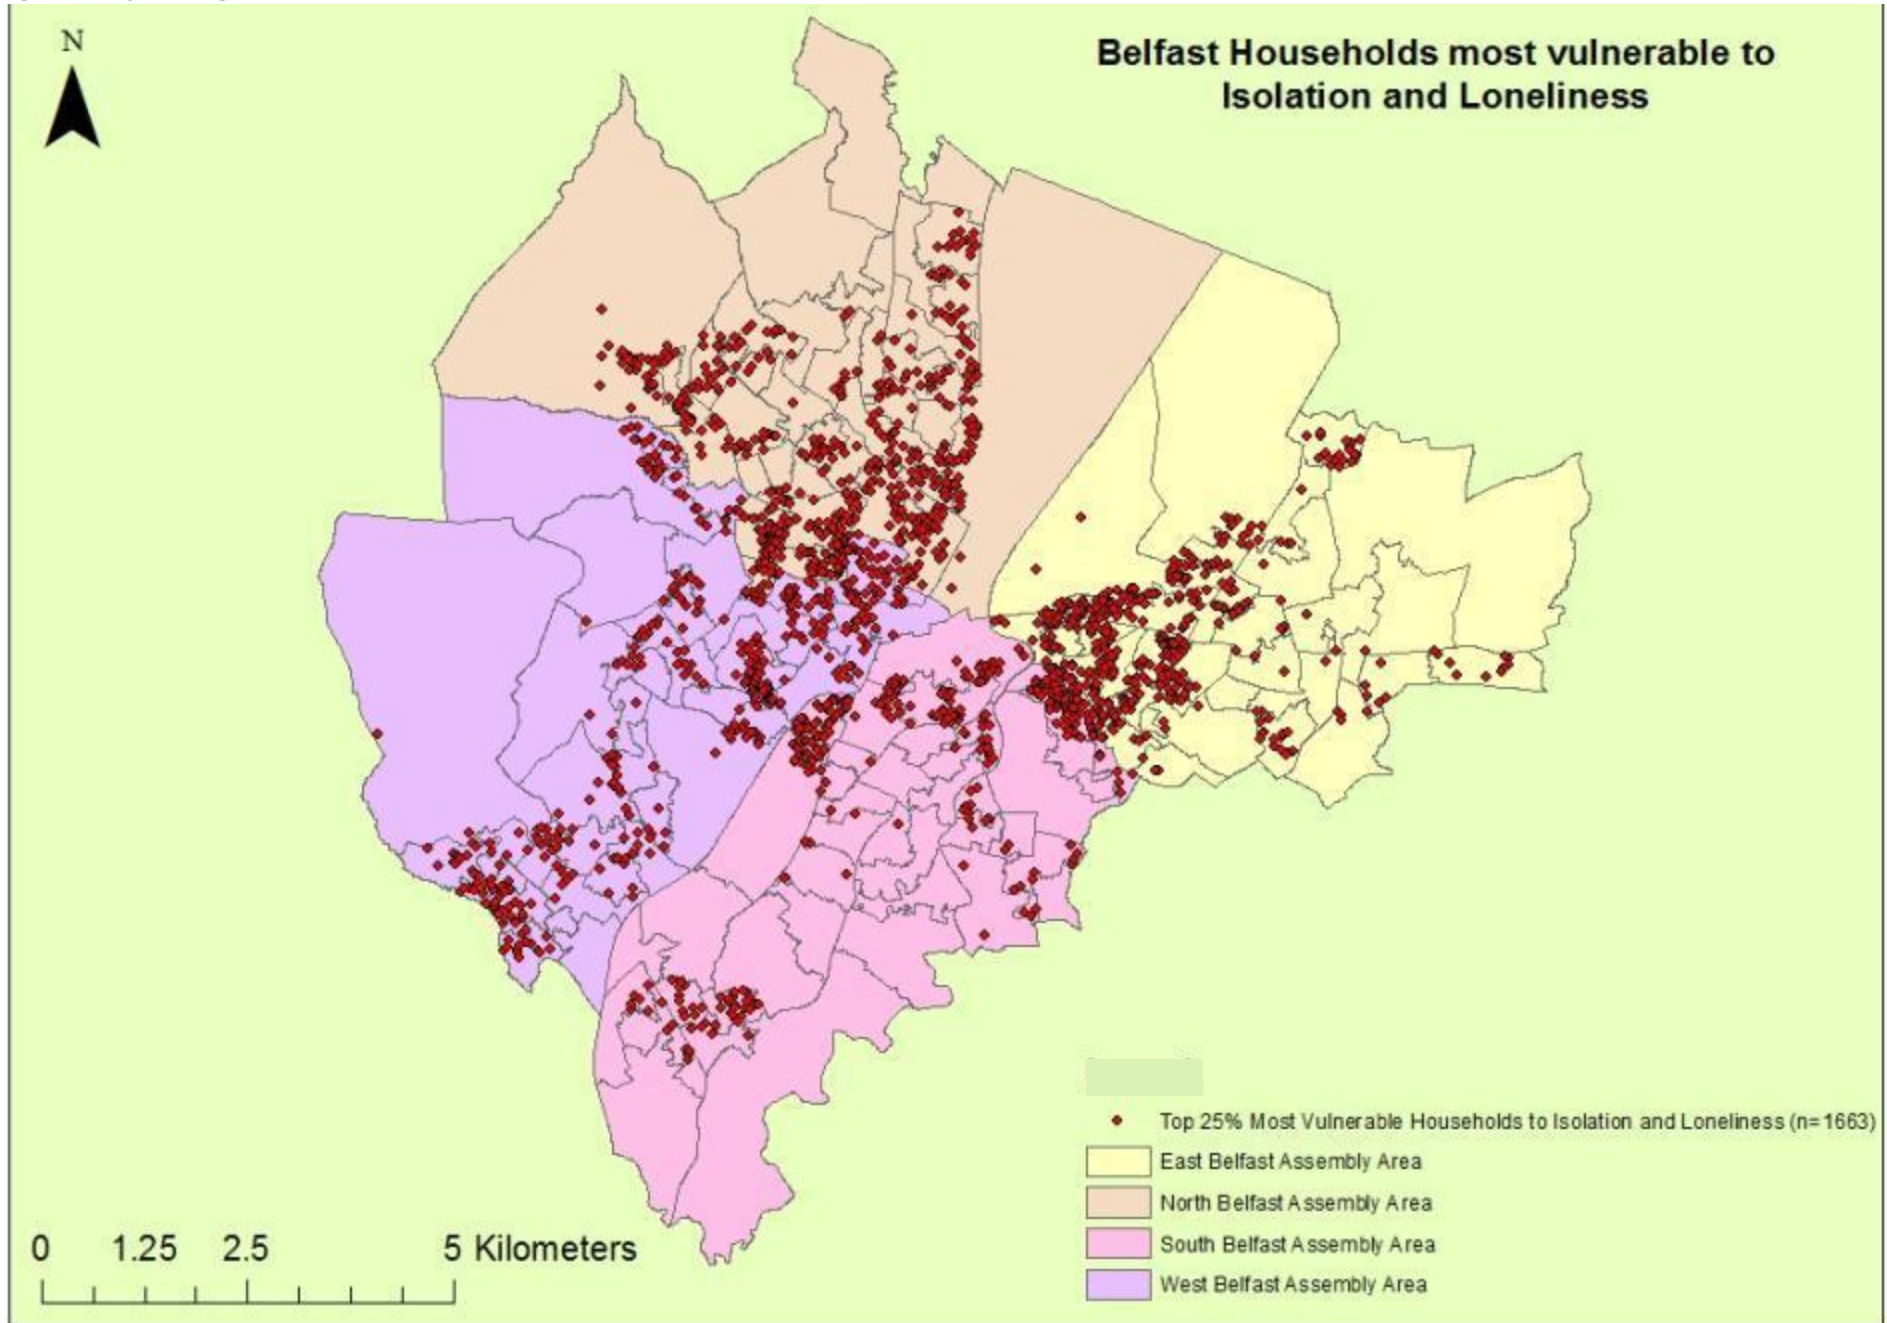 N
Belfast Households most vulnerable to
Isolation and Loneliness
Top 25% Most Vulnerable Households to Isolation and Loneliness (n=1663)
East Belfast Assembly Area
North Belfast Assembly Area
South Belfast Assembly Area
West Belfast Assembly Area
0 1.25 2.5 5 Kilometers